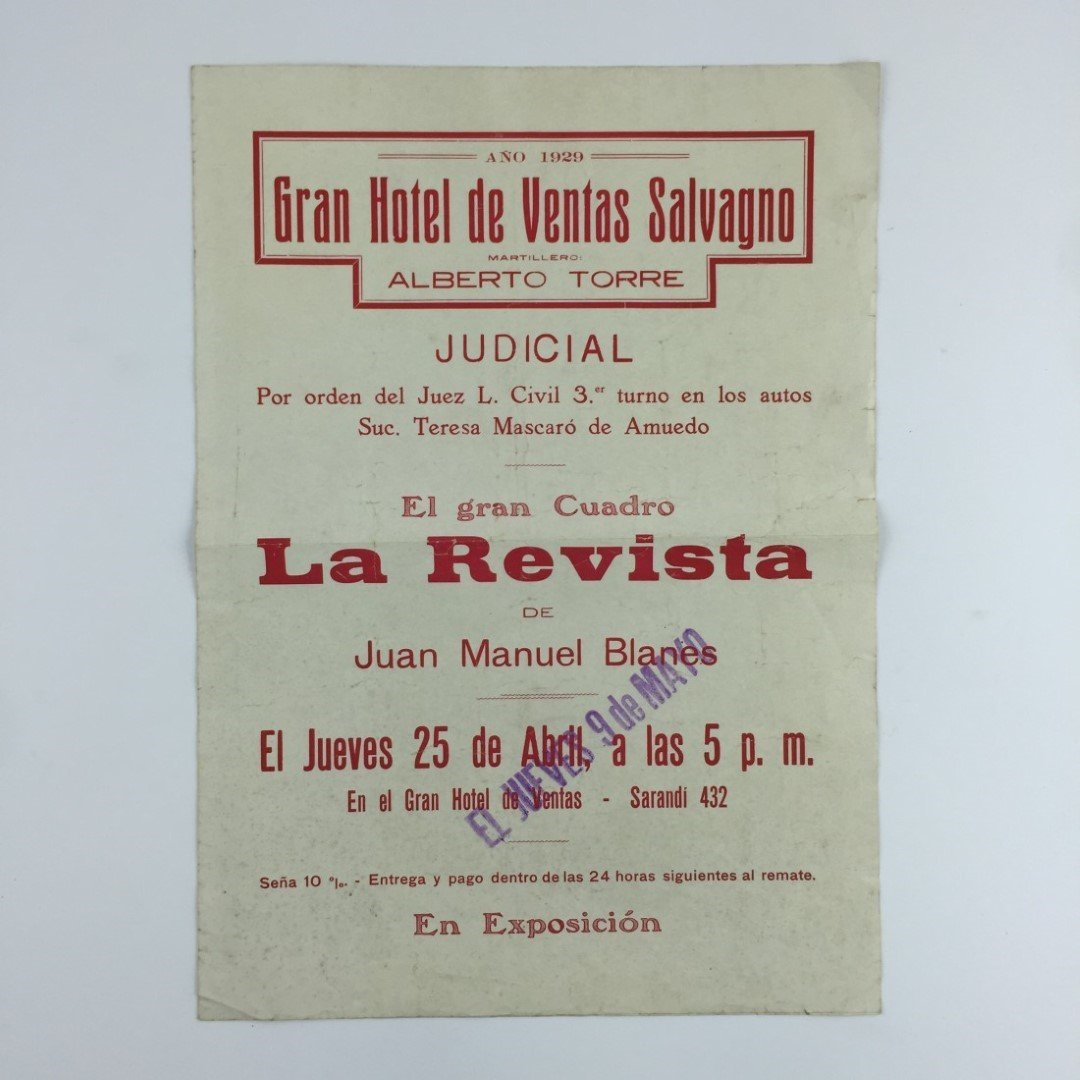 AÑO 1929
Gran Hotel de Ventas Salvagno
MARTILLERO:
ALBERTO TORRE
JUDICIAL
Por orden del Juez L. Civil 3.er turno en los autos
Suc. Teresa Mascaró de Amuedo
El gran Cuadro
La Revista
DE
Juan Manuel Blanes
El Jueves 25 de Abril, a las 5 p. m.
EL JUEVES 9 de MAYO
En el Gran Hotel de Ventas - Sarandí 432
Seña 10 °|o. - Entrega y pago dentro de las 24 horas siguientes al remate.
En Exposición